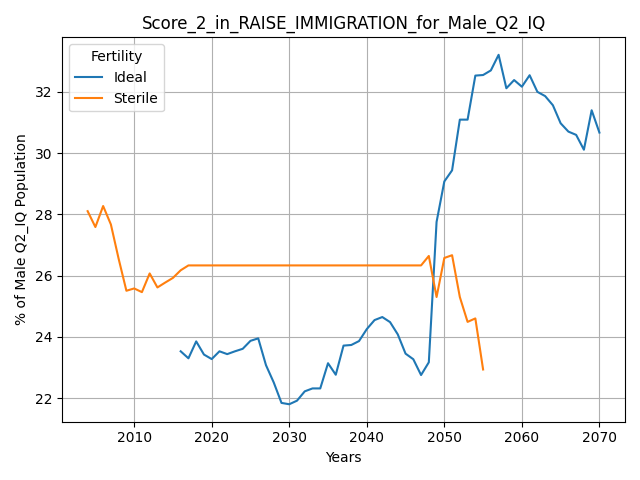 Score_2_in_RAISE_IMMIGRATION_for_Male_Q2_IQ
Fertility
Ideal
Sterile
% of Male Q2_IQ Population
32
30
28
26
24
22
2010
2020
2030
2040
2050
2060
2070
Years